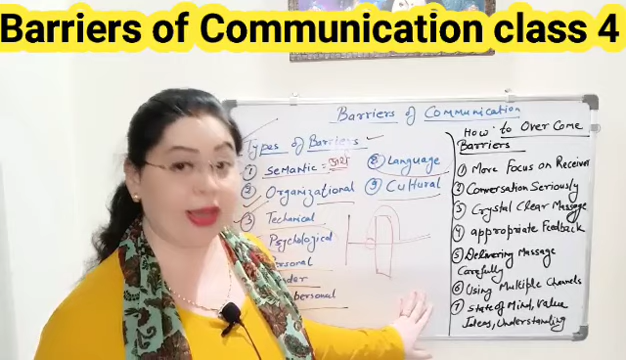 Barriers of Communication class 4
Barriers of Communication
Types of Barriers
① Semantic =
② Organizational
③ Technical
Psychological
⑧ Language
⑨ Cultural
How to Over Come
Barriers
① More Focus on Receiver
② Conversation Seriously
③ Crystal Clear Massage
④ appropriate Feedback
⑤ Delivering Massage
Carefully
⑥ Using Multiple Channels
⑦ State of Mind, Value
Ideas, Understanding